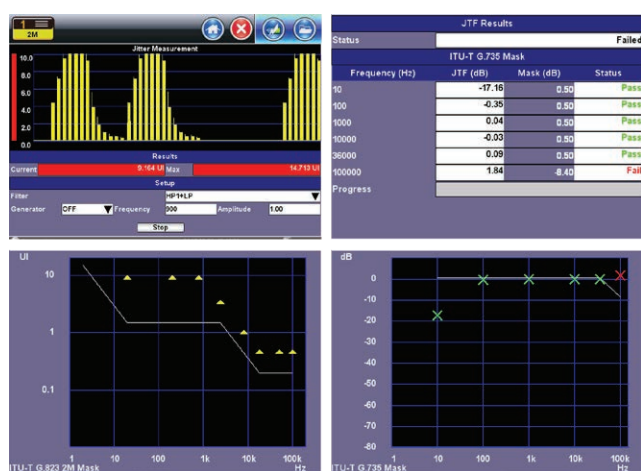 1
2M
Jitter Measurement
10.0
8.0
6.0
4.0
2.0
0.0
Results
Current 9.164 UI Max 14.713 UI
Setup
Filter HP1+LP
Generator OFF Frequency 900 Amplitude 1.00
Stop
JTF Results
Status Failed
ITU-T G.735 Mask
Frequency (Hz) JTF (dB) Mask (dB) Status
10 -17.16 0.50 Pass
100 -0.35 0.50 Pass
1000 0.04 0.50 Pass
10000 -0.03 0.50 Pass
36000 0.09 0.50 Pass
100000 1.84 -8.40 Fail
Progress
UI
10
1
0.1
1 10 100 1k 10k 100k
ITU-T G.823 2M Mask Hz
dB
0
-10
-20
-30
-40
-50
-60
-70
-80
1 10 100 1k 10k 100k
ITU-T G.735 Mask Hz